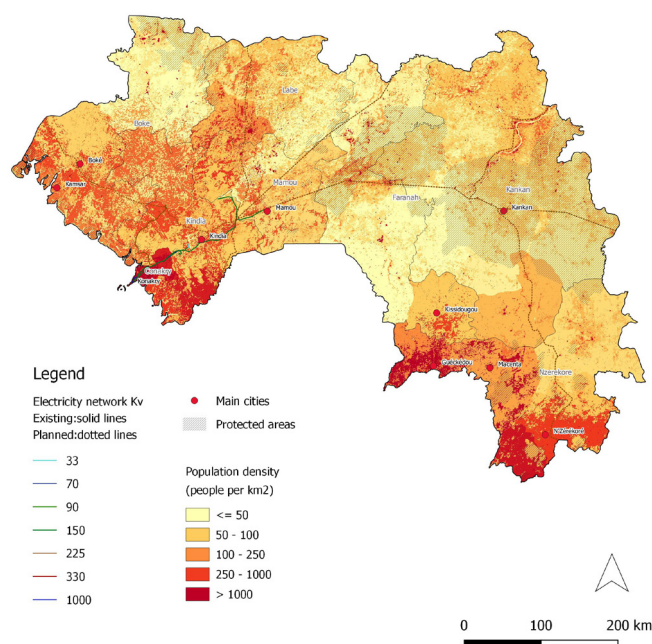 Labe
Boke
Boké
Kamsar
Mamou
Mamou
Kindia
Kindia
Faranah
Kankan
Kankan
Conakry
Konakry
Kissidougou
Gueckedou
Macenta
Nzerekore
N'Zérékoré
Legend
Electricity network Kv
Existing:solid lines
Planned:dotted lines
33
70
90
150
225
330
1000
Main cities
Protected areas
Population density
(people per km2)
<= 50
50 - 100
100 - 250
250 - 1000
> 1000
0 100 200 km